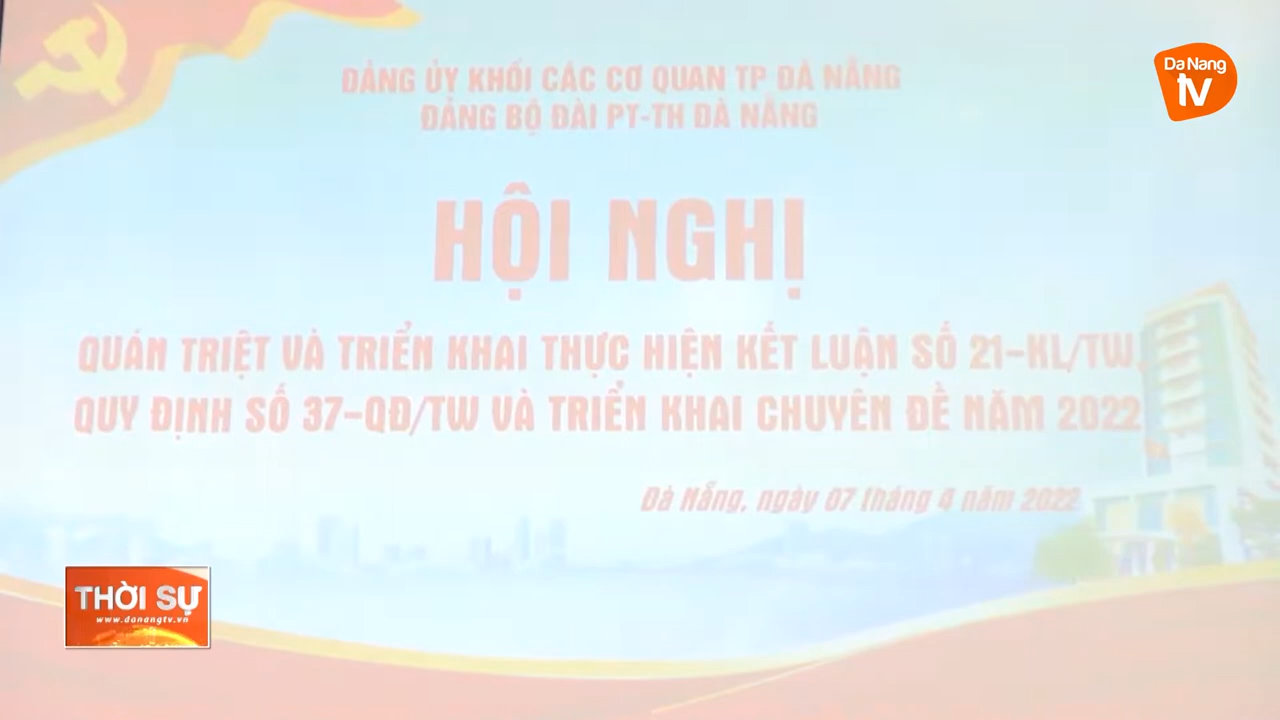 Da Nang
tv
ĐẢNG ỦY KHỐI CÁC CƠ QUAN TP ĐÀ NẴNG
ĐẢNG BỘ ĐÀI PT-TH ĐÀ NẴNG
HỘI NGHỊ
QUÁN TRIỆT VÀ TRIỂN KHAI THỰC HIỆN KẾT LUẬN SỐ 21-KL/TW,
QUY ĐỊNH SỐ 37-QĐ/TW VÀ TRIỂN KHAI CHUYÊN ĐỀ NĂM 2022
Đà Nẵng, ngày 07 tháng 4 năm 2022
THỜI SỰ
www.danangtv.vn